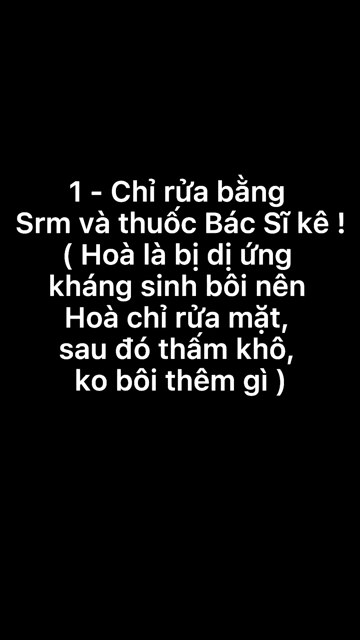 1 - Chỉ rửa bằng
Srm và thuốc Bác Sĩ kê !
( Hoà là bị dị ứng
kháng sinh bôi nên
Hoà chỉ rửa mặt,
sau đó thấm khô,
ko bôi thêm gì )